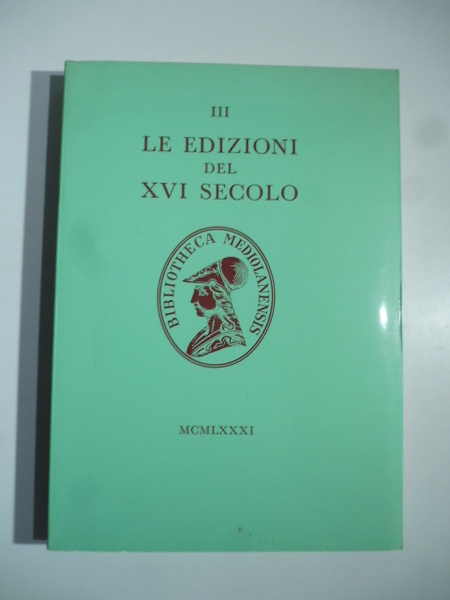 III
LE EDIZIONI
DEL
XVI SECOLO
BIBLIOTHECA MEDIOLANENSIS
MCMLXXXI